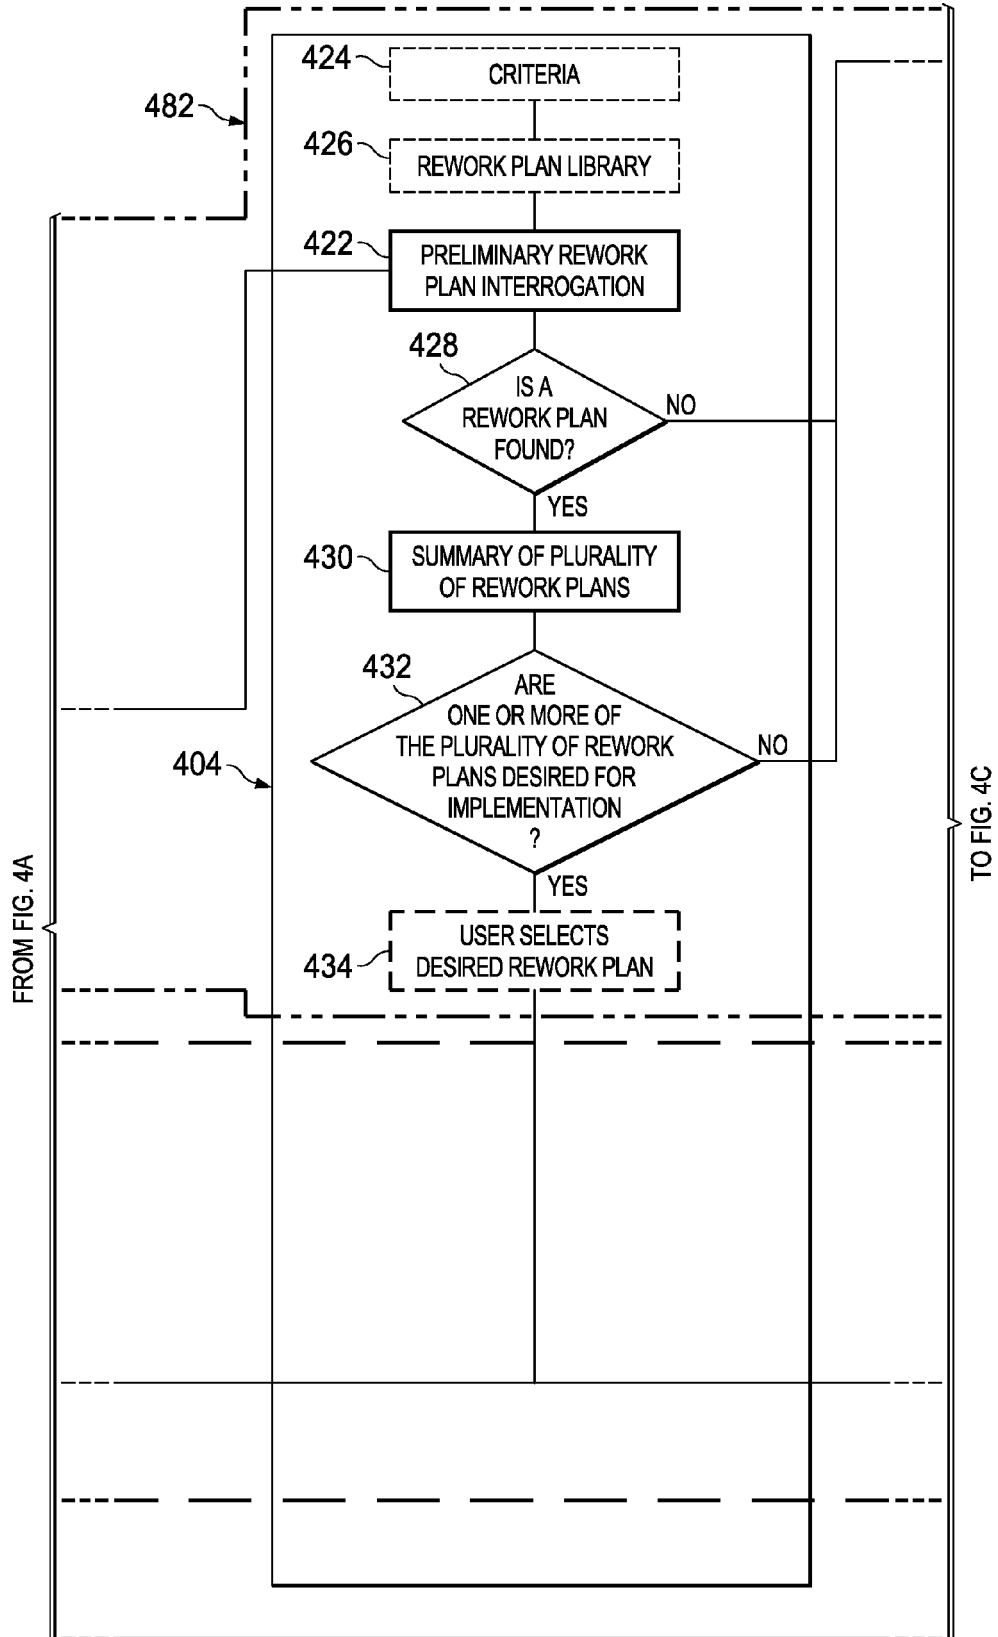 424
CRITERIA
482
426
REWORK PLAN LIBRARY
422
PRELIMINARY REWORK
PLAN INTERROGATION
428
IS A
REWORK PLAN
FOUND?
NO
YES
430
SUMMARY OF PLURALITY
OF REWORK PLANS
432
ARE
ONE OR MORE OF
THE PLURALITY OF REWORK
PLANS DESIRED FOR
IMPLEMENTATION
?
NO
404
YES
434
USER SELECTS
DESIRED REWORK PLAN
FROM FIG. 4A
TO FIG. 4C